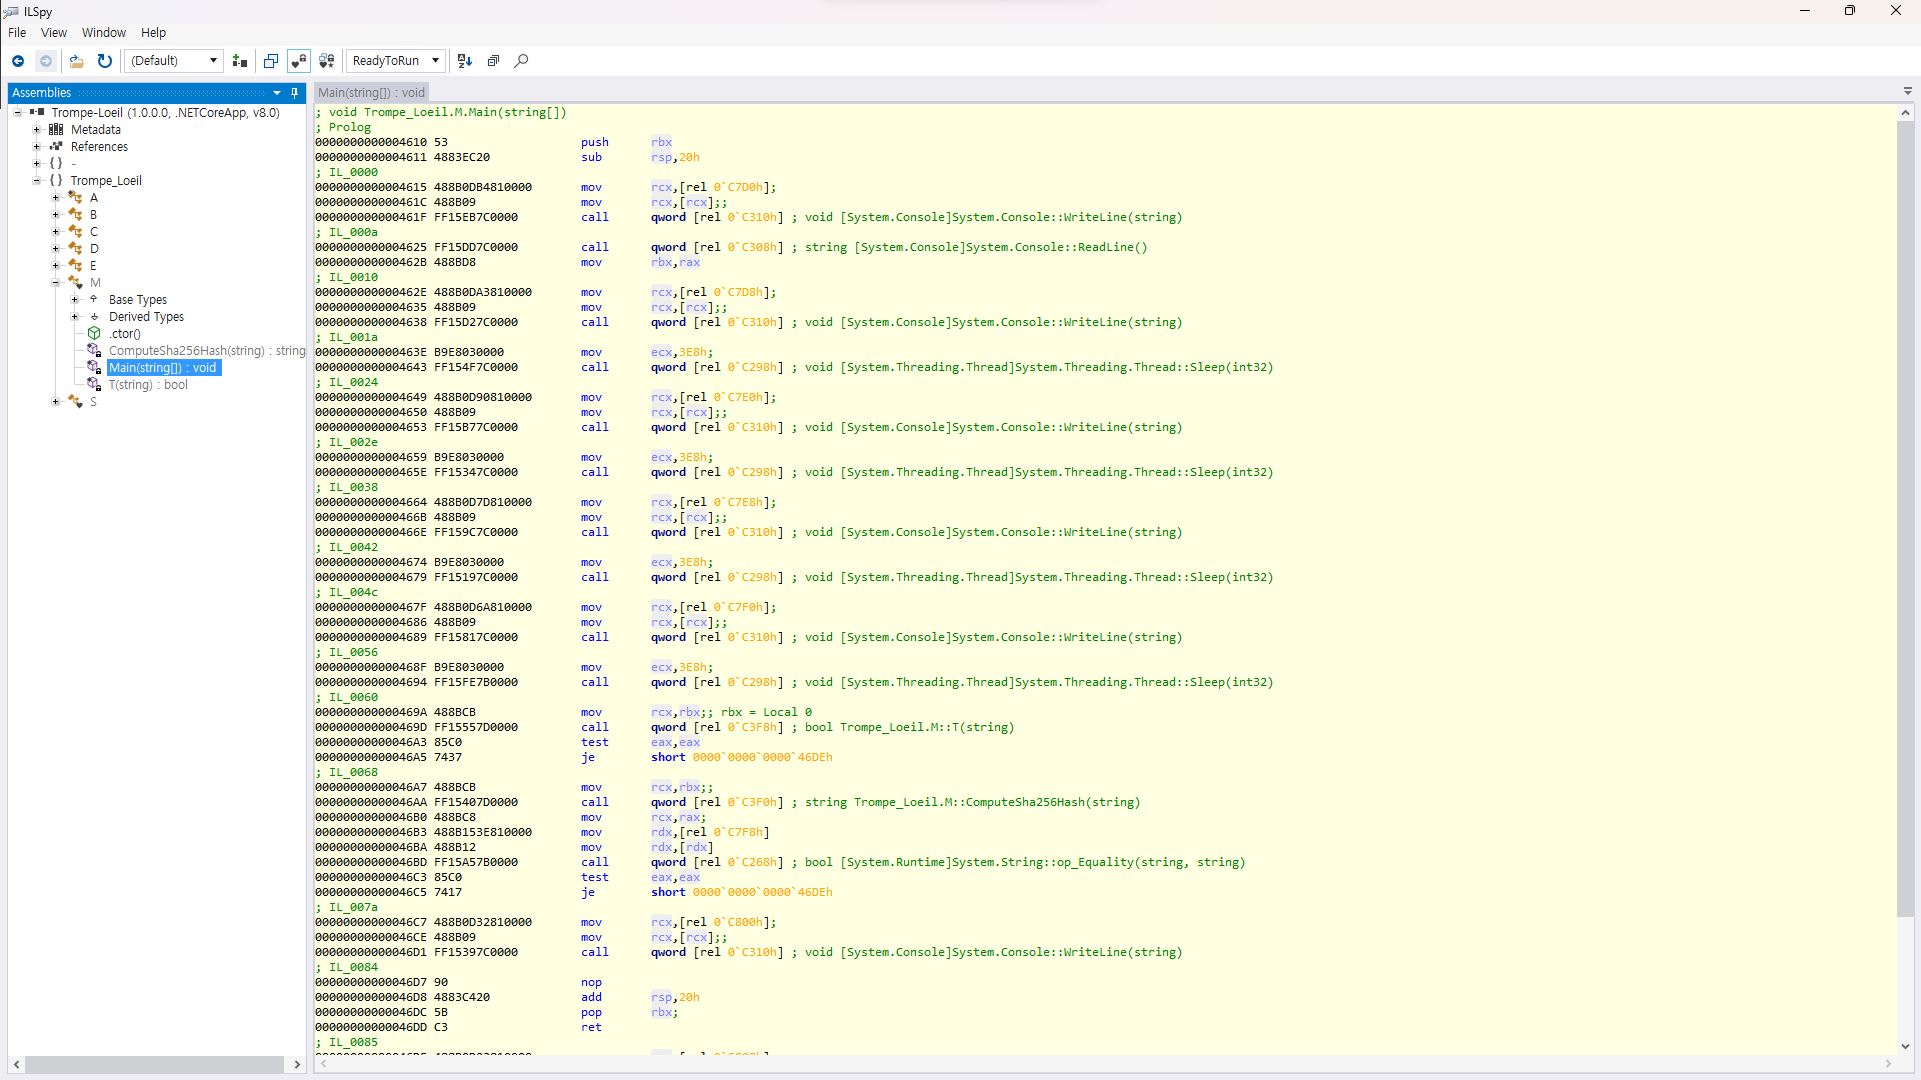 ILSpy
File View Window Help
(Default) ReadyToRun
Assemblies
Trompe-Loeil (1.0.0.0, .NETCoreApp, v8.0)
Metadata
References
{ } -
{ } Trompe_Loeil
A
B
C
D
E
M
Base Types
Derived Types
.ctor()
ComputeSha256Hash(string) : string
Main(string[]) : void
T(string) : bool
S
Main(string[]) : void
; void Trompe_Loeil.M.Main(string[])
; Prolog
0000000000004610 53 push rbx
0000000000004611 4883EC20 sub rsp,20h
; IL_0000
0000000000004615 488B0DB4810000 mov rcx,[rel 0`C7D0h];
000000000000461C 488B09 mov rcx,[rcx];;
000000000000461F FF15EB7C0000 call qword [rel 0`C310h] ; void [System.Console]System.Console::WriteLine(string)
; IL_000a
0000000000004625 FF15DD7C0000 call qword [rel 0`C308h] ; string [System.Console]System.Console::ReadLine()
000000000000462B 488BD8 mov rbx,rax
; IL_0010
000000000000462E 488B0DA3810000 mov rcx,[rel 0`C7D8h];
0000000000004635 488B09 mov rcx,[rcx];;
0000000000004638 FF15D27C0000 call qword [rel 0`C310h] ; void [System.Console]System.Console::WriteLine(string)
; IL_001a
000000000000463E B9E8030000 mov ecx,3E8h;
0000000000004643 FF154F7C0000 call qword [rel 0`C298h] ; void [System.Threading.Thread]System.Threading.Thread::Sleep(int32)
; IL_0024
0000000000004649 488B0D90810000 mov rcx,[rel 0`C7E0h];
0000000000004650 488B09 mov rcx,[rcx];;
0000000000004653 FF15B77C0000 call qword [rel 0`C310h] ; void [System.Console]System.Console::WriteLine(string)
; IL_002e
0000000000004659 B9E8030000 mov ecx,3E8h;
000000000000465E FF15347C0000 call qword [rel 0`C298h] ; void [System.Threading.Thread]System.Threading.Thread::Sleep(int32)
; IL_0038
0000000000004664 488B0D7D810000 mov rcx,[rel 0`C7E8h];
000000000000466B 488B09 mov rcx,[rcx];;
000000000000466E FF159C7C0000 call qword [rel 0`C310h] ; void [System.Console]System.Console::WriteLine(string)
; IL_0042
0000000000004674 B9E8030000 mov ecx,3E8h;
0000000000004679 FF15197C0000 call qword [rel 0`C298h] ; void [System.Threading.Thread]System.Threading.Thread::Sleep(int32)
; IL_004c
000000000000467F 488B0D6A810000 mov rcx,[rel 0`C7F0h];
0000000000004686 488B09 mov rcx,[rcx];;
0000000000004689 FF15817C0000 call qword [rel 0`C310h] ; void [System.Console]System.Console::WriteLine(string)
; IL_0056
000000000000468F B9E8030000 mov ecx,3E8h;
0000000000004694 FF15FE7B0000 call qword [rel 0`C298h] ; void [System.Threading.Thread]System.Threading.Thread::Sleep(int32)
; IL_0060
000000000000469A 488BCB mov rcx,rbx;; rbx = Local 0
000000000000469D FF15557D0000 call qword [rel 0`C3F8h] ; bool Trompe_Loeil.M::T(string)
00000000000046A3 85C0 test eax,eax
00000000000046A5 7437 je short 0000`0000`0000`46DEh
; IL_0068
00000000000046A7 488BCB mov rcx,rbx;;
00000000000046AA FF15407D0000 call qword [rel 0`C3F0h] ; string Trompe_Loeil.M::ComputeSha256Hash(string)
00000000000046B0 488BC8 mov rcx,rax;
00000000000046B3 488B153E810000 mov rdx,[rel 0`C7F8h]
00000000000046BA 488B12 mov rdx,[rdx]
00000000000046BD FF15A57B0000 call qword [rel 0`C268h] ; bool [System.Runtime]System.String::op_Equality(string, string)
00000000000046C3 85C0 test eax,eax
00000000000046C5 7417 je short 0000`0000`0000`46DEh
; IL_007a
00000000000046C7 488B0D32810000 mov rcx,[rel 0`C800h];
00000000000046CE 488B09 mov rcx,[rcx];;
00000000000046D1 FF15397C0000 call qword [rel 0`C310h] ; void [System.Console]System.Console::WriteLine(string)
; IL_0084
00000000000046D7 90 nop
00000000000046D8 4883C420 add rsp,20h
00000000000046DC 5B pop rbx;
00000000000046DD C3 ret
; IL_0085